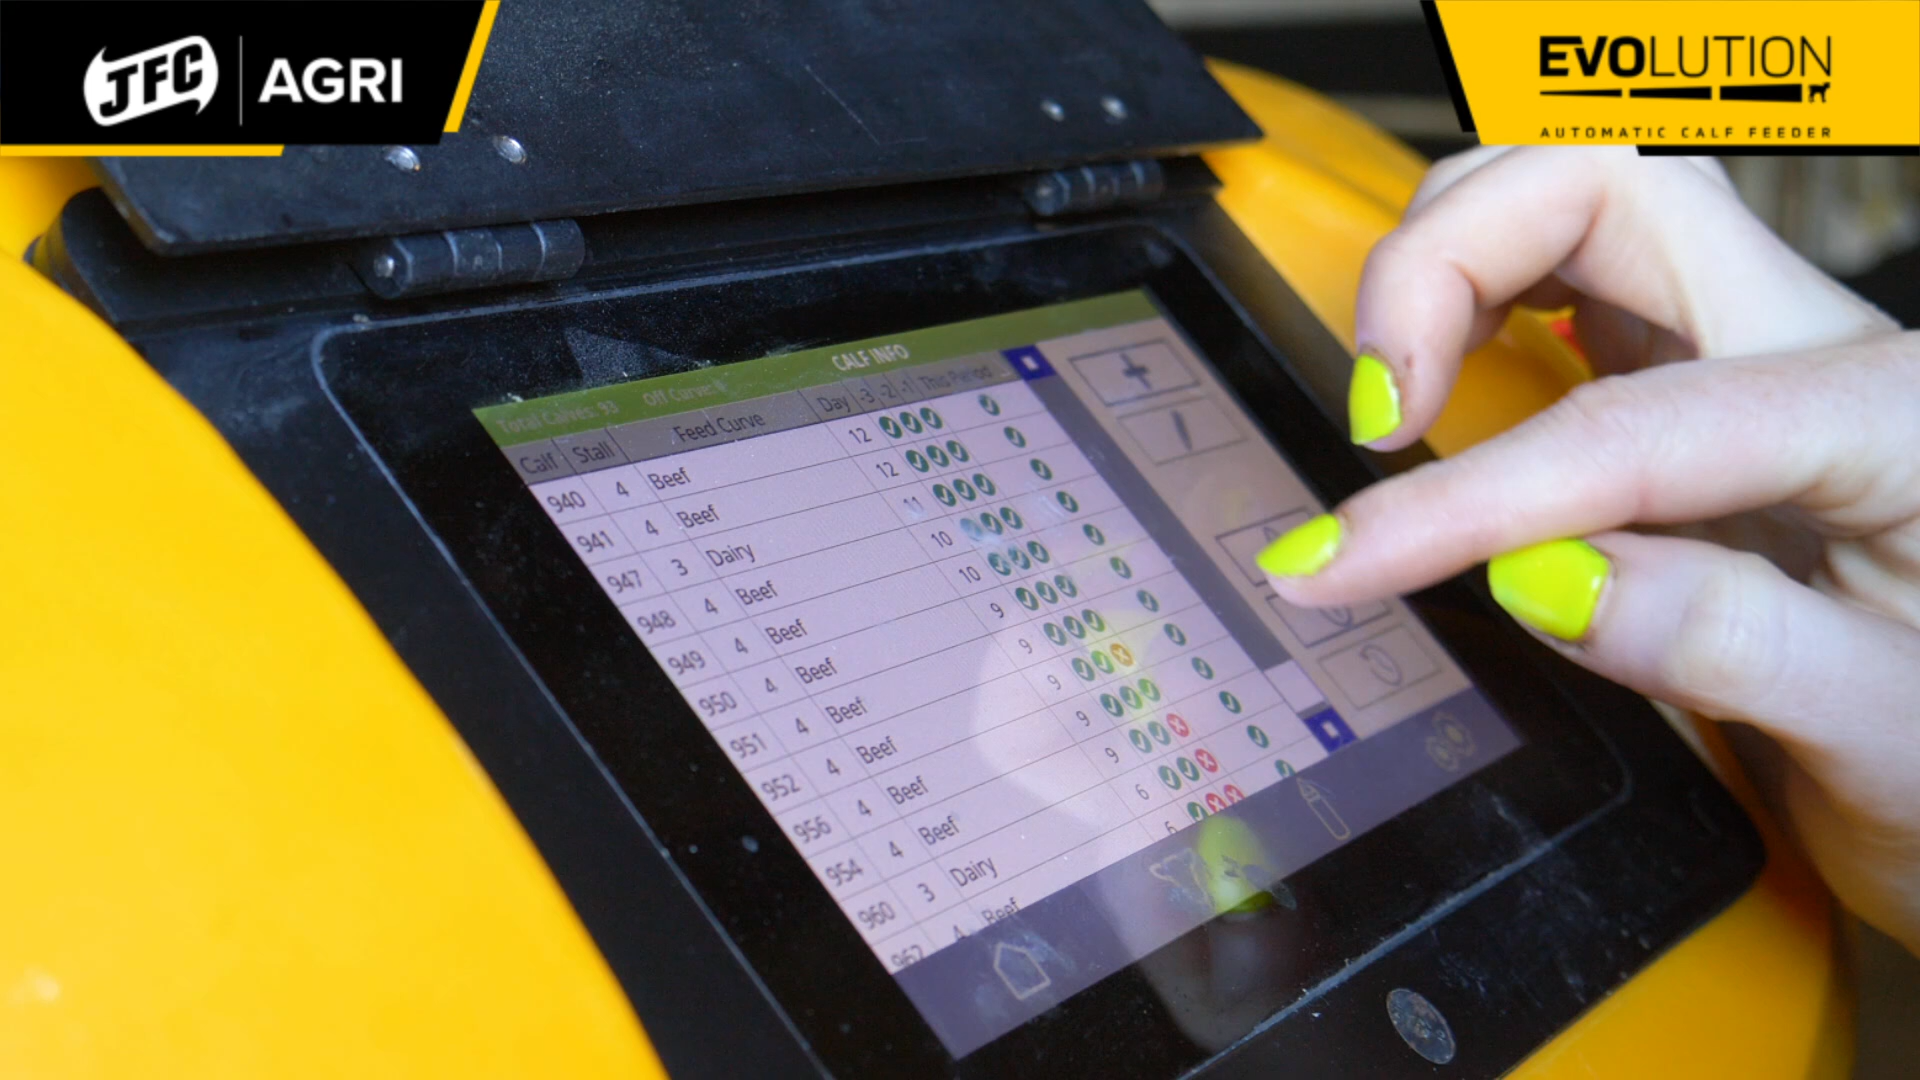 JFC AGRI
EVOLUTION
AUTOMATIC CALF FEEDER
CALF INFO
Total Calves: 93 Off Curve:
Calf Stall Feed Curve Day -3 -2 -1 This Period
940 4 Beef 12
941 4 Beef 12
947 3 Dairy 11
948 4 Beef 10
949 4 Beef 10
950 4 Beef 9
951 4 Beef 9
952 4 Beef 9
956 4 Beef 9
954 4 Beef 9
960 3 Dairy 6
962 4 Beef 6